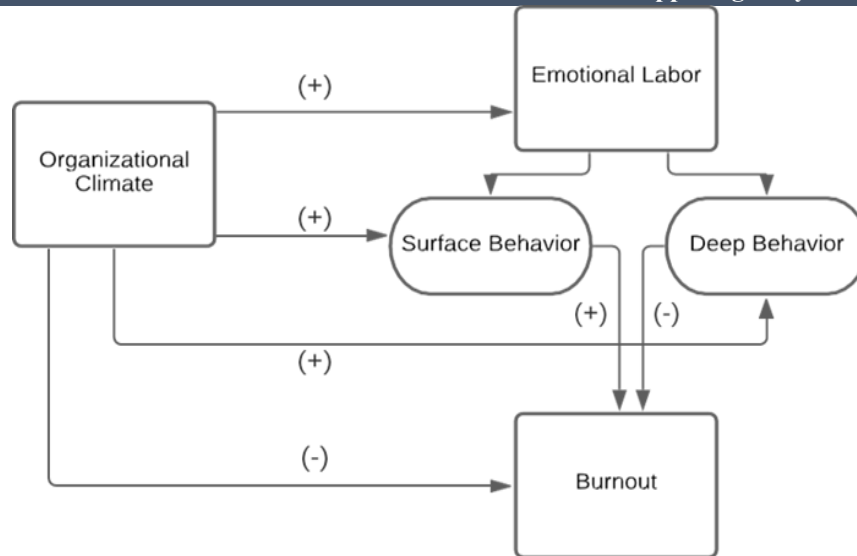 Emotional Labor
(+)
Organizational
Climate
(+)
Surface Behavior
Deep Behavior
(+)
(-)
(+)
(-)
Burnout